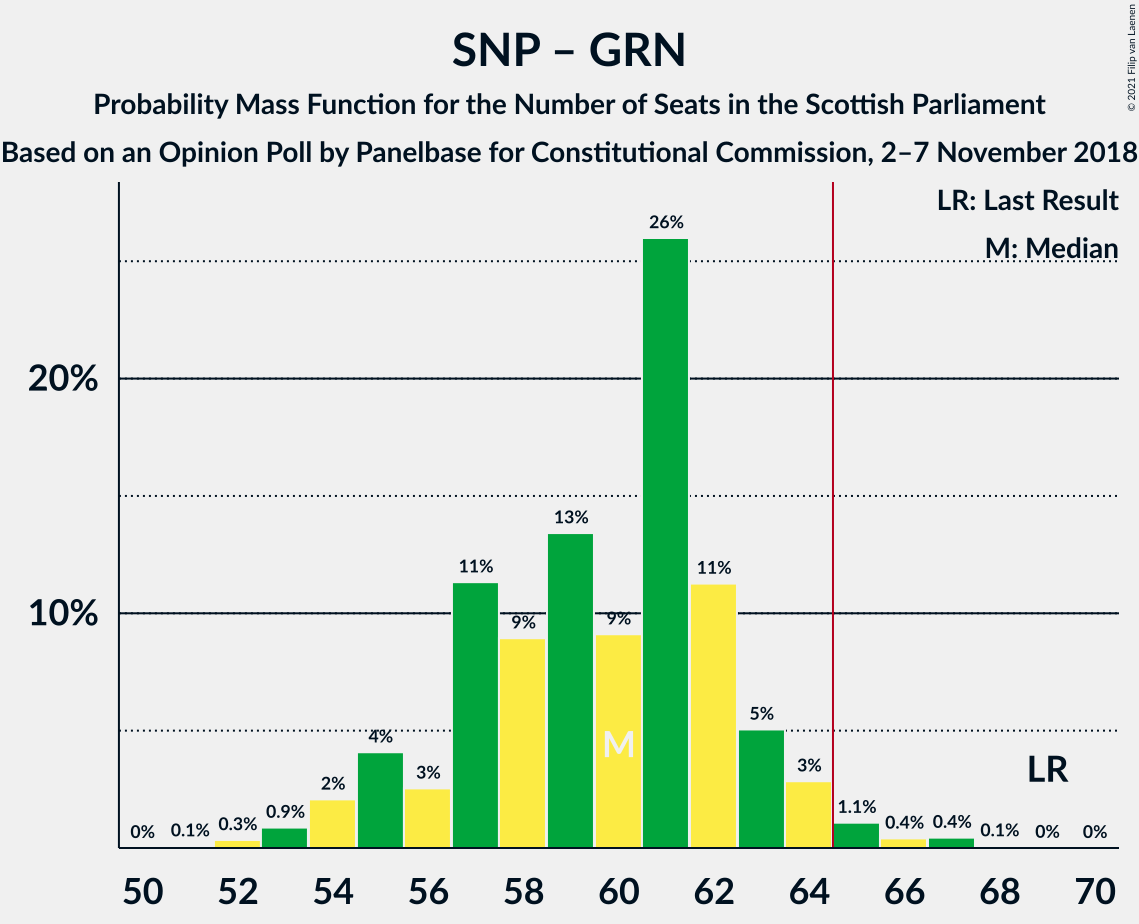 SNP – GRN
Probability Mass Function for the Number of Seats in the Scottish Parliament
Based on an Opinion Poll by Panelbase for Constitutional Commission, 2–7 November 2018
© 2021 Filip van Laenen
LR: Last Result
M: Median
20%
10%
0%
0.1%
0.3%
0.9%
2%
4%
3%
11%
9%
13%
9%
26%
11%
5%
3%
1.1%
0.4%
0.4%
0.1%
0%
0%
M
LR
50 52 54 56 58 60 62 64 66 68 70